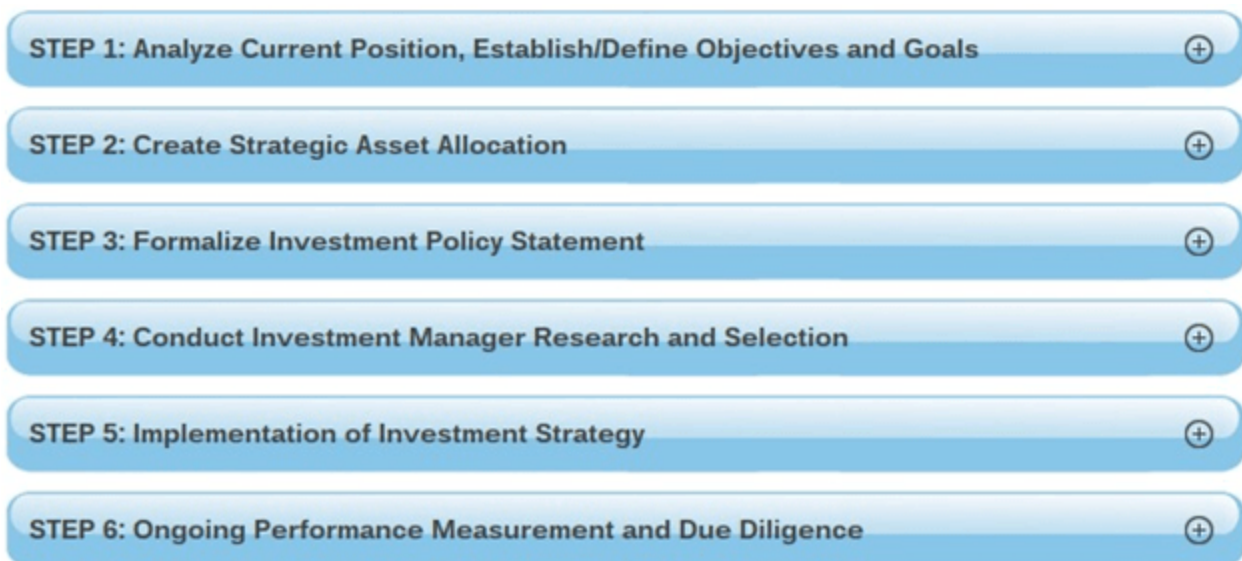 STEP 1: Analyze Current Position, Establish/Define Objectives and Goals
STEP 2: Create Strategic Asset Allocation
STEP 3: Formalize Investment Policy Statement
STEP 4: Conduct Investment Manager Research and Selection
STEP 5: Implementation of Investment Strategy
STEP 6: Ongoing Performance Measurement and Due Diligence